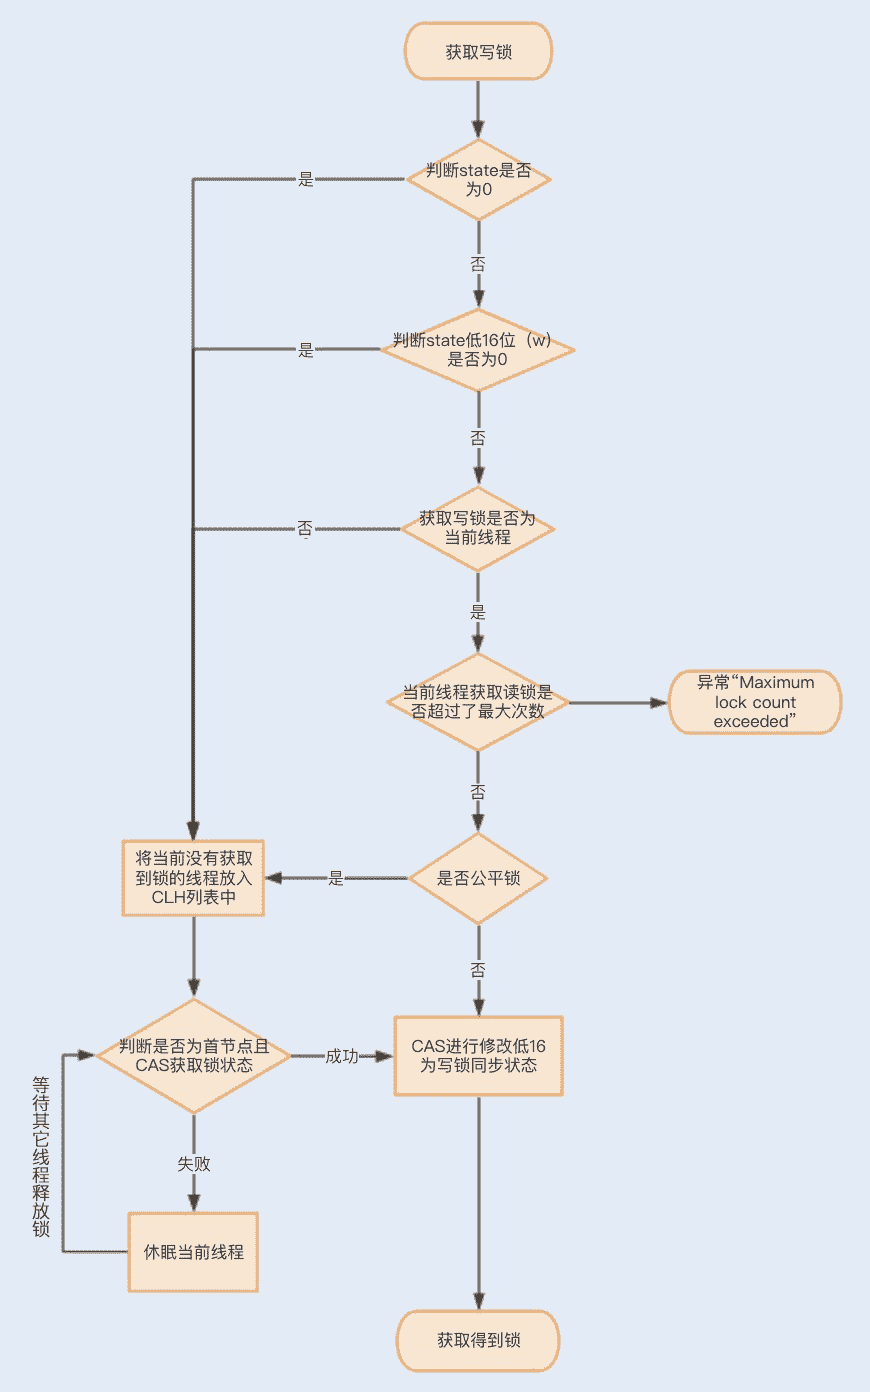 获取写锁
判断state是否
为0
是
否
判断state低16位（w）
是否为0
是
否
获取写锁是否为
当前线程
否
是
当前线程获取读锁是
否超过了最大次数
异常“Maximum
lock count
exceeded”
否
将当前没有获取
到锁的线程放入
CLH列表中
是
是否公平锁
否
判断是否为首节点且
CAS获取锁状态
成功
CAS进行修改低16
为写锁同步状态
等待其它线程释放锁
失败
休眠当前线程
获取得到锁